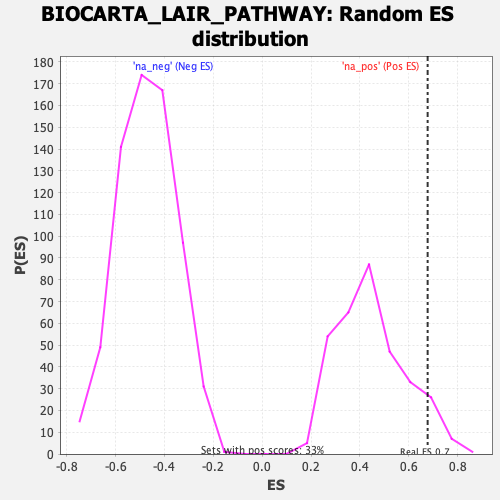 BIOCARTA_LAIR_PATHWAY: Random ES
distribution
'na_neg' (Neg ES)
'na_pos' (Pos ES)
180
170
160
150
140
130
120
110
100
90
80
70
60
50
40
30
20
10
0
P(ES)
Sets with pos scores: 33%
Real ES 0.7
-0.8 -0.6 -0.4 -0.2 0.0 0.2 0.4 0.6 0.8
ES